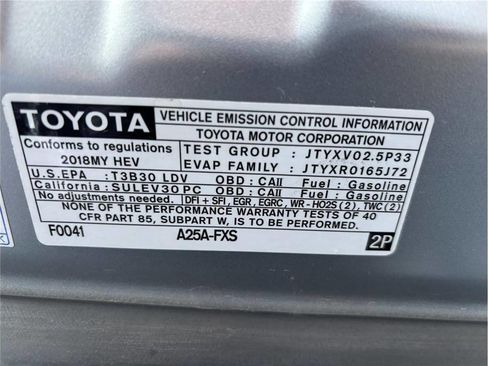 TOYOTA
VEHICLE EMISSION CONTROL INFORMATION
TOYOTA MOTOR CORPORATION
Conforms to regulations
2018MY HEV
TEST GROUP : JTYXV02.5P33
EVAP FAMILY : JTYXR0165J72
U.S.EPA : T3B30 LDV OBD : CAII Fuel : Gasoline
California : SULEV30 PC OBD : CAII Fuel : Gasoline
No adjustments needed. DFI + SFI, EGR, EGRC, WR - HO2S (2) , TWC (2)
NONE OF THE PERFORMANCE WARRANTY TESTS OF 40
CFR PART 85, SUBPART W, IS TO BE PERFORMED.
F0041 A25A-FXS 2P